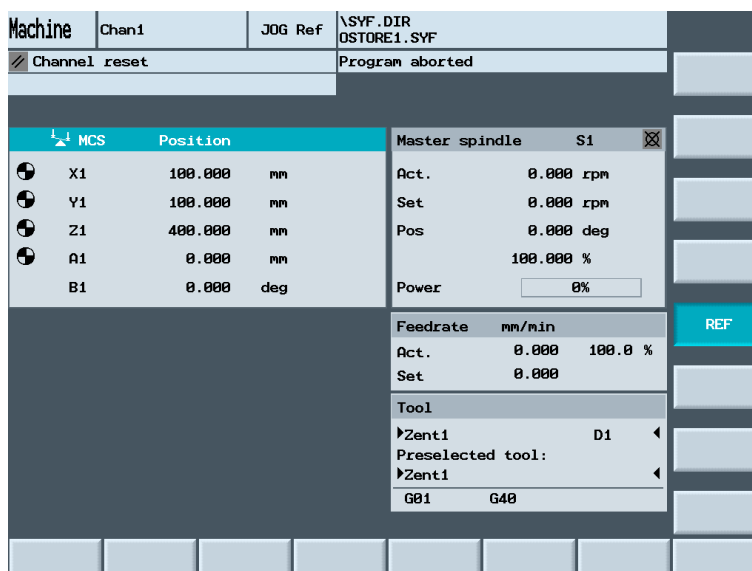 Machine Chan1 JOG Ref \SYF.DIR
OSTORE1.SYF
Channel reset Program aborted
MCS Position
X1 100.000 mm
Y1 100.000 mm
Z1 400.000 mm
A1 0.000 mm
B1 0.000 deg
Master spindle S1
Act. 0.000 rpm
Set 0.000 rpm
Pos 0.000 deg
100.000 %
Power 0%
Feedrate mm/min
Act. 0.000 100.0 %
Set 0.000
Tool
Zent1 D1
Preselected tool:
Zent1
G01 G40
REF